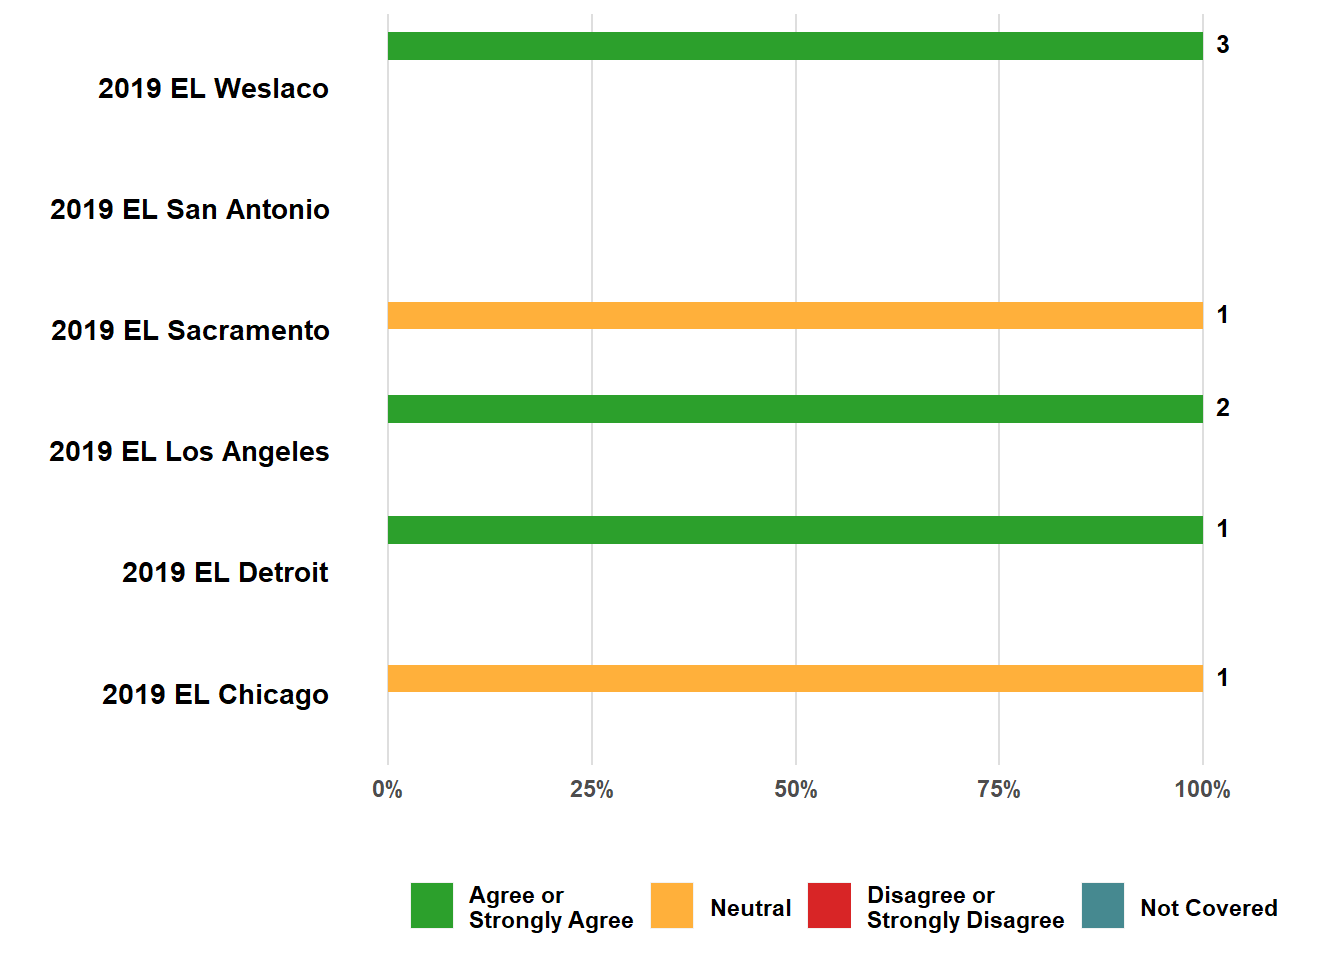 3
2019 EL Weslaco
2019 EL San Antonio
1
2019 EL Sacramento
2
2019 EL Los Angeles
1
2019 EL Detroit
1
2019 EL Chicago
0% 25% 50% 75% 100%
Agree or
Strongly Agree
Neutral
Disagree or
Strongly Disagree
Not Covered